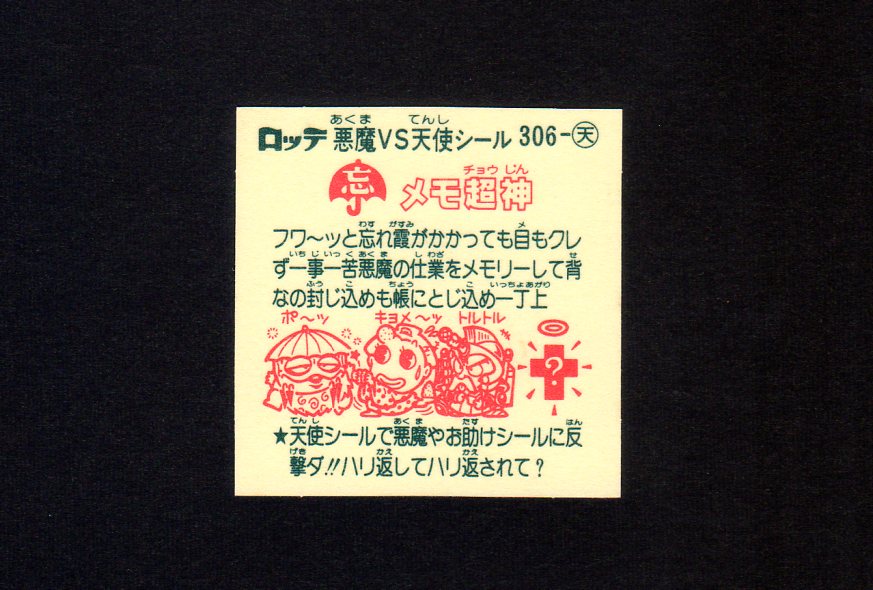 ロッテ 悪魔VS天使シール 306-天
忘 メモ超神
フワ～ッと忘れ霞がかかっても目もクレ
ず一事一苦悪魔の仕業をメモリーして背
なの封じ込めも帳にとじ込め一丁上
ポ～ッ キョメ～ッ トルトル
?
★天使シールで悪魔やお助けシールに反
撃ダ!!ハリ返してハリ返されて?